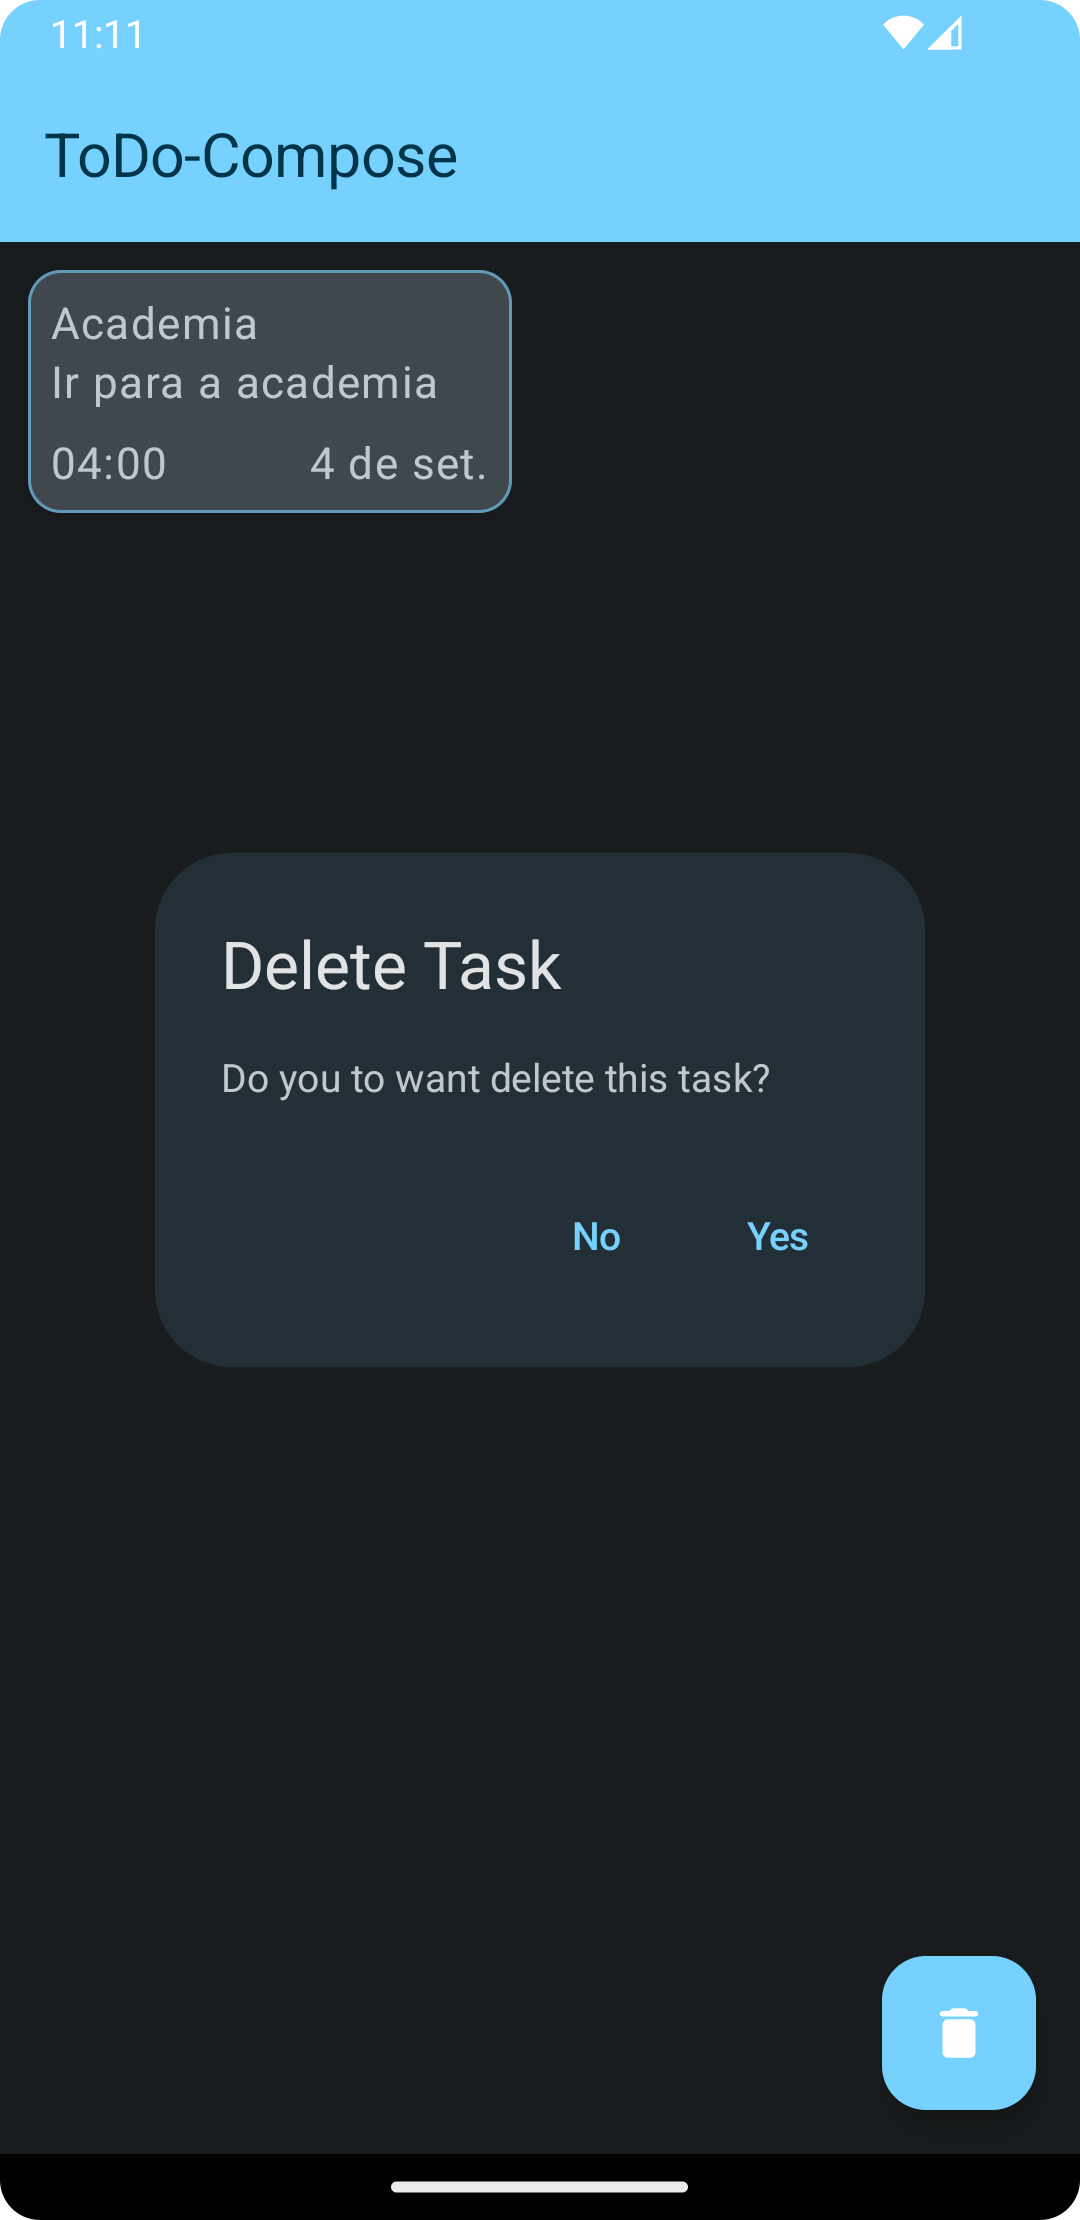 11:11
ToDo-Compose
Academia
Ir para a academia
04:00 4 de set.
Delete Task
Do you to want delete this task?
No Yes